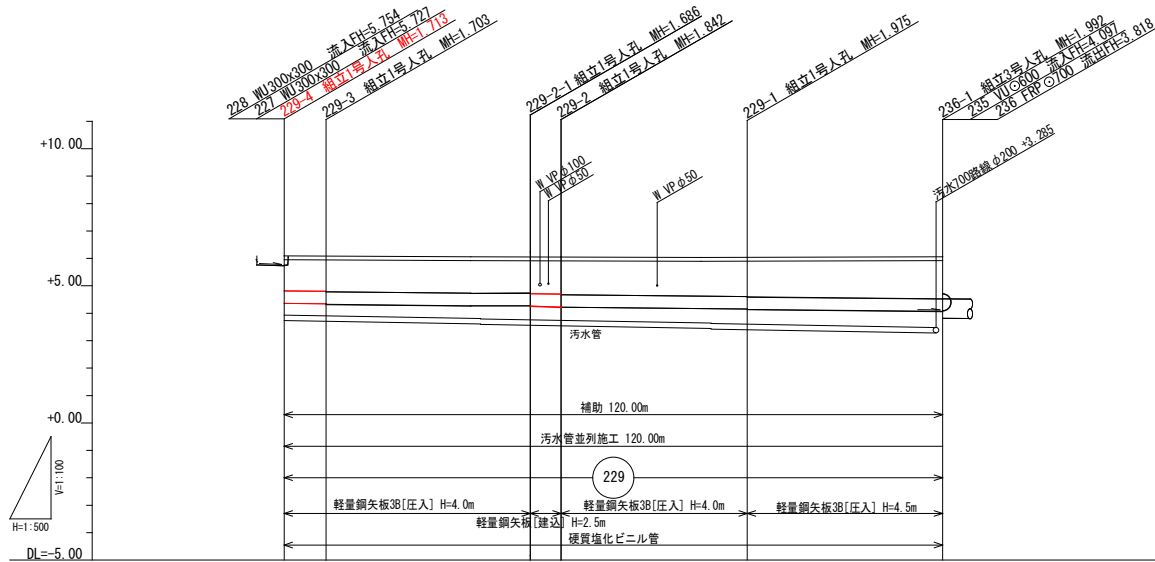 228 WU300x300 流入FH=5.754
227 WU300x300 流入FH=5.727
229-4 組立1号人孔 MH=1.713
229-3 組立1号人孔 MH=1.703
229-2-1 組立1号人孔 MH=1.686
229-2 組立1号人孔 MH=1.842
229-1 組立1号人孔 MH=1.975
236-1 組立3号人孔 MH=1.992
235 VU⊙600 流入FH=4.097
236 FRP⊙700 流出FH=3.818
+10.00
W VPφ100
W VPφ50
W VPφ50
汚水700路線φ200 +3.285
+5.00
汚水管
補助 120.00m
+0.00
汚水管並列施工 120.00m
229
V=1:100
H=1:500
軽量鋼矢板3B[圧入] H=4.0m
軽量鋼矢板3B[圧入] H=4.0m
軽量鋼矢板3B[圧入] H=4.5m
軽量鋼矢板[建込] H=2.5m
硬質塩化ビニル管
DL=-5.00